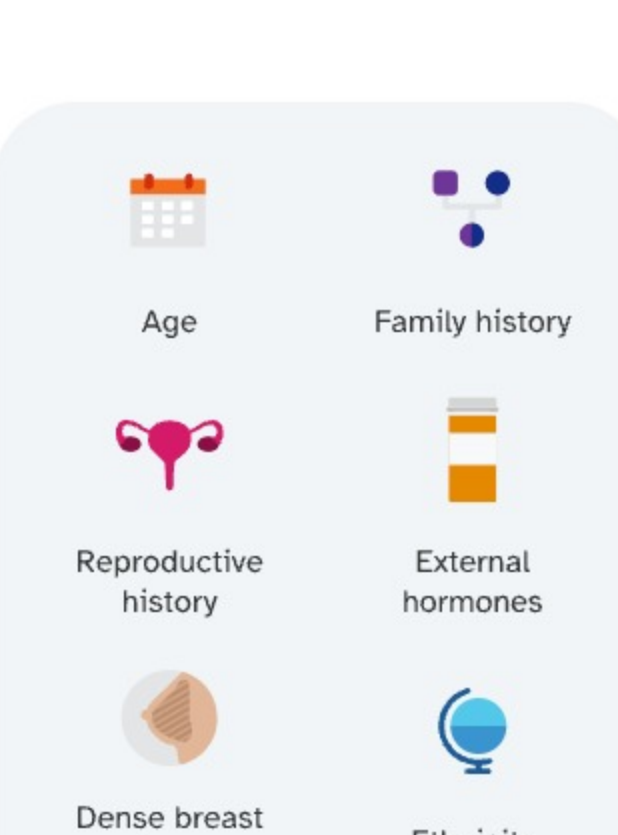 Age
Family history
Reproductive
history
External
hormones
Dense breast